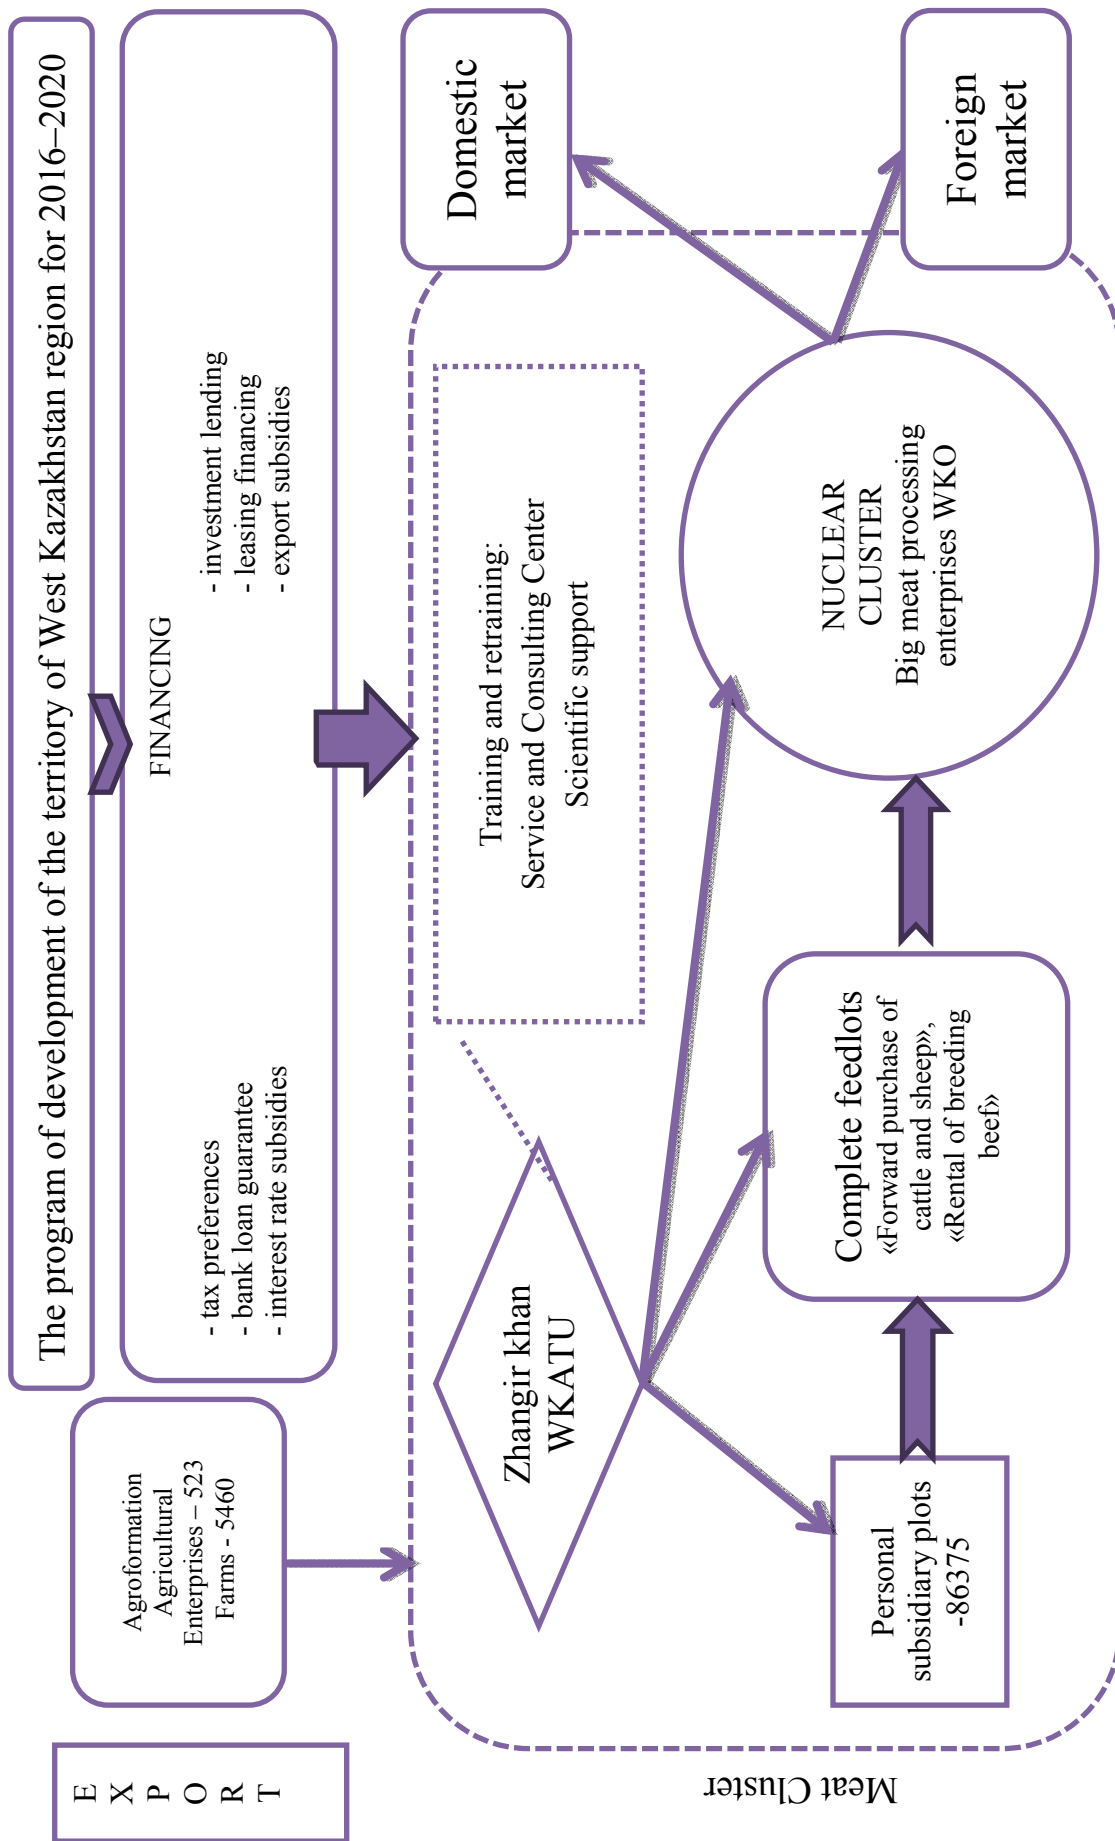 The program of development of the territory of West Kazakhstan region for 2016–2020
FINANCING
- tax preferences
- bank loan guarantee
- interest rate subsidies
- investment lending
- leasing financing
- export subsidies
E
X
P
O
R
T
Agroformation
Agricultural
Enterprises – 523
Farms - 5460
Meat Cluster
Zhangir khan
WKATU
Training and retraining:
Service and Consulting Center
Scientific support
Personal
subsidiary plots
-86375
Complete feedlots
«Forward purchase of
cattle and sheep»,
«Rental of breeding
beef»
NUCLEAR
CLUSTER
Big meat processing
enterprises WKO
Domestic
market
Foreign
market